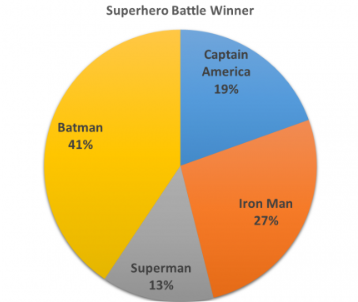 Superhero Battle Winner
Captain
America
19%
Batman
41%
Iron Man
27%
Superman
13%